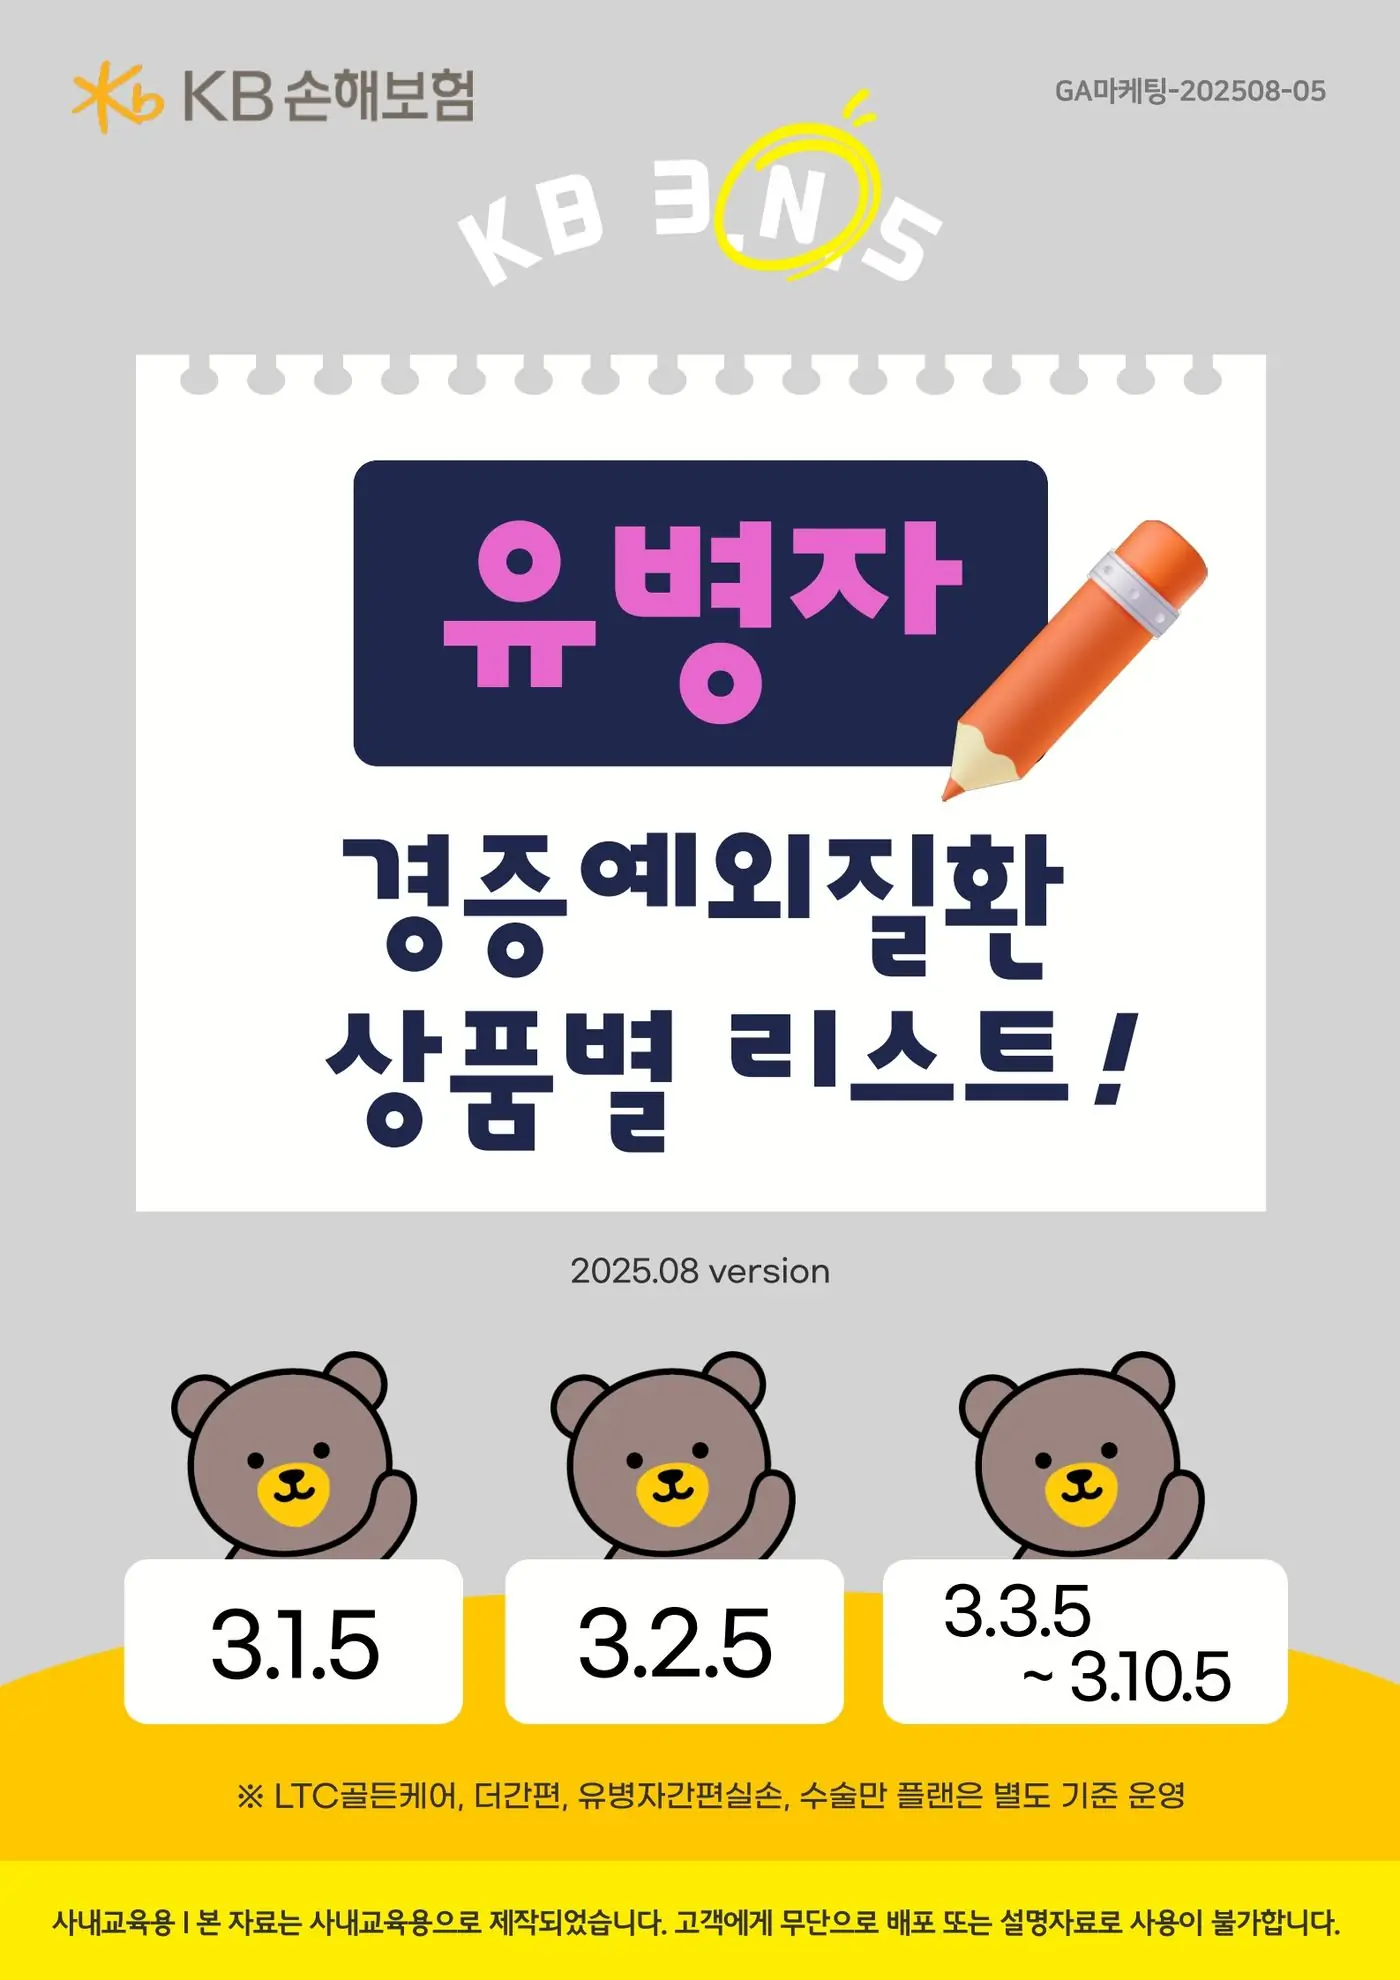 Kb KB손해보험
GA마케팅-202508-05
KB 3.N.5
유병자
경증예외질환
상품별 리스트!
2025.08 version
3.1.5
3.2.5
3.3.5
~ 3.10.5
※ LTC골든케어, 더간편, 유병자간편실손, 수술만 플랜은 별도 기준 운영
사내교육용 I 본 자료는 사내교육용으로 제작되었습니다. 고객에게 무단으로 배포 또는 설명자료로 사용이 불가합니다.